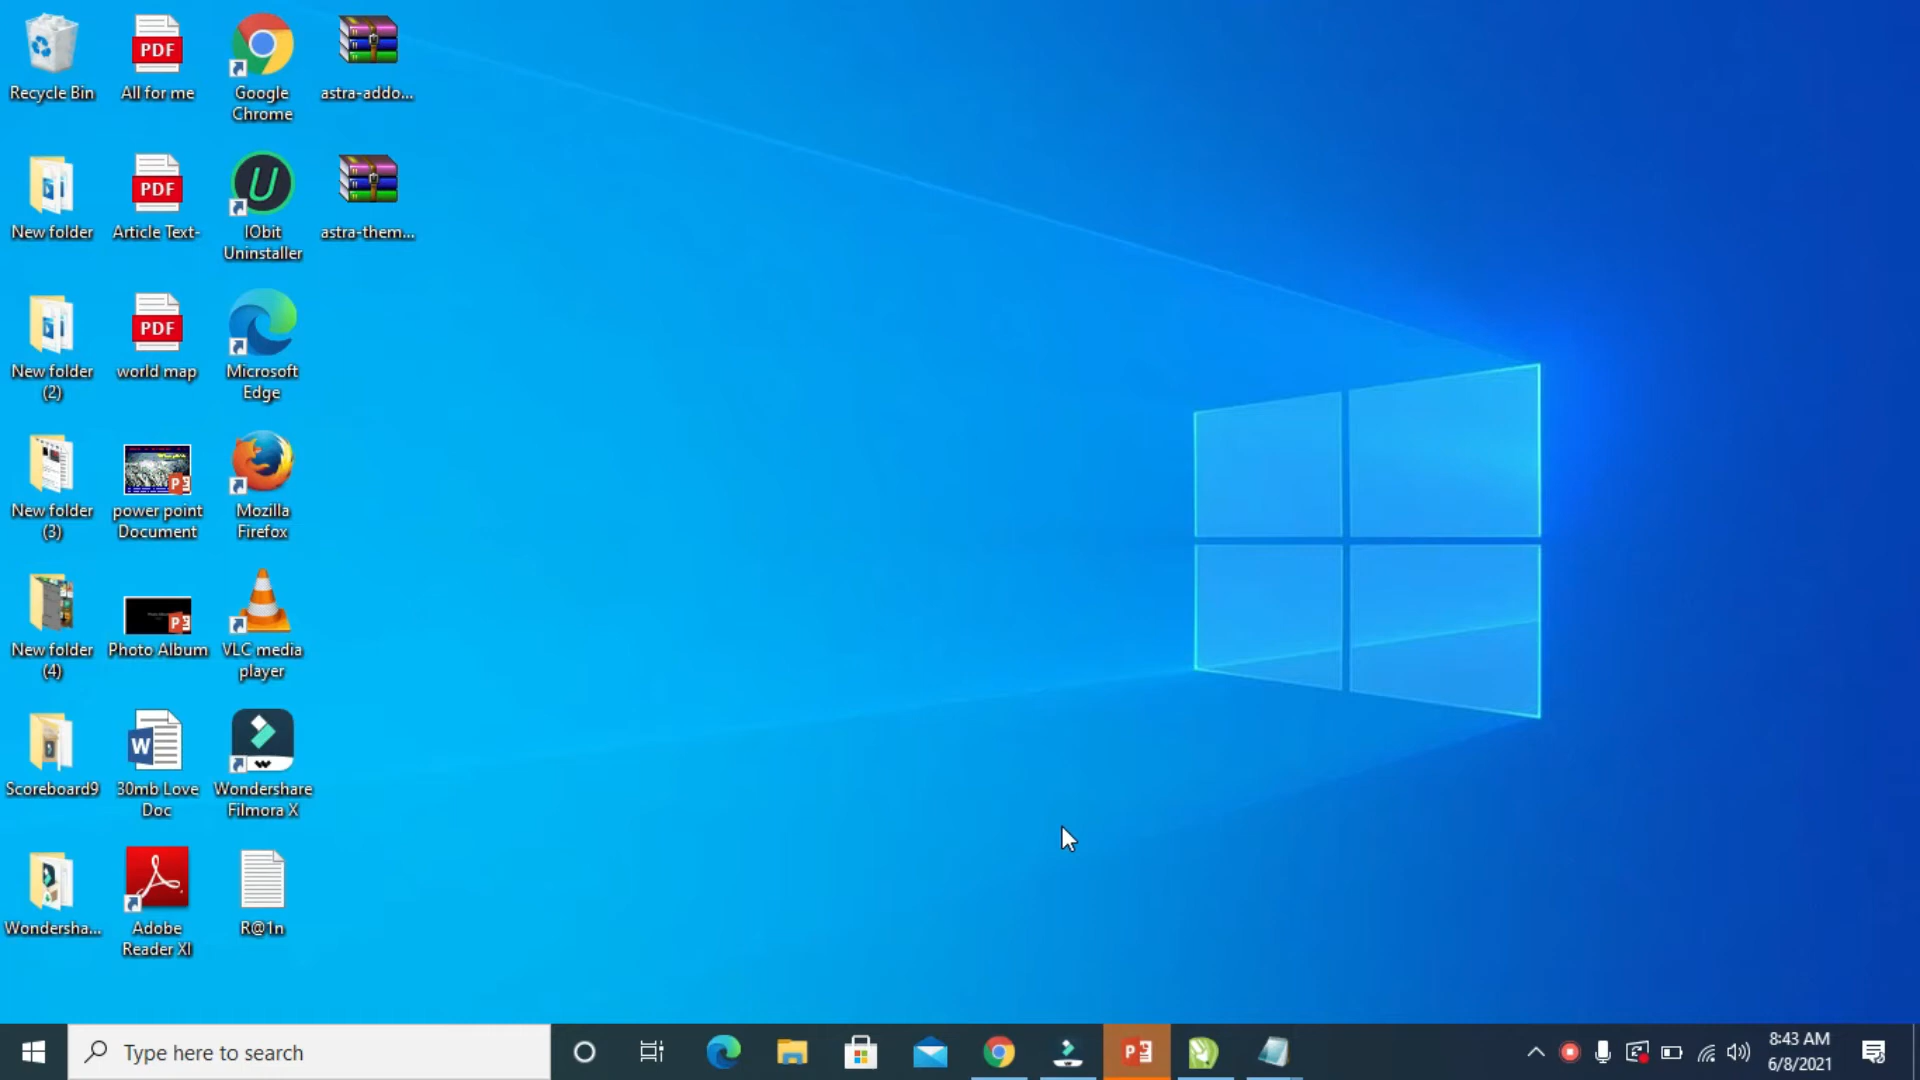 Recycle Bin
PDF
All for me
Google
Chrome
astra-addo...
New folder
PDF
Article Text-
IObit
Uninstaller
astra-them...
New folder
(2)
PDF
world map
Microsoft
Edge
New folder
(3)
power point
Document
Mozilla
Firefox
New folder
(4)
Photo Album
VLC media
player
Scoreboard9
30mb Love
Doc
Wondershare
Filmora X
Wondersha...
Adobe
Reader XI
R@1n
Type here to search
8:43 AM
6/8/2021